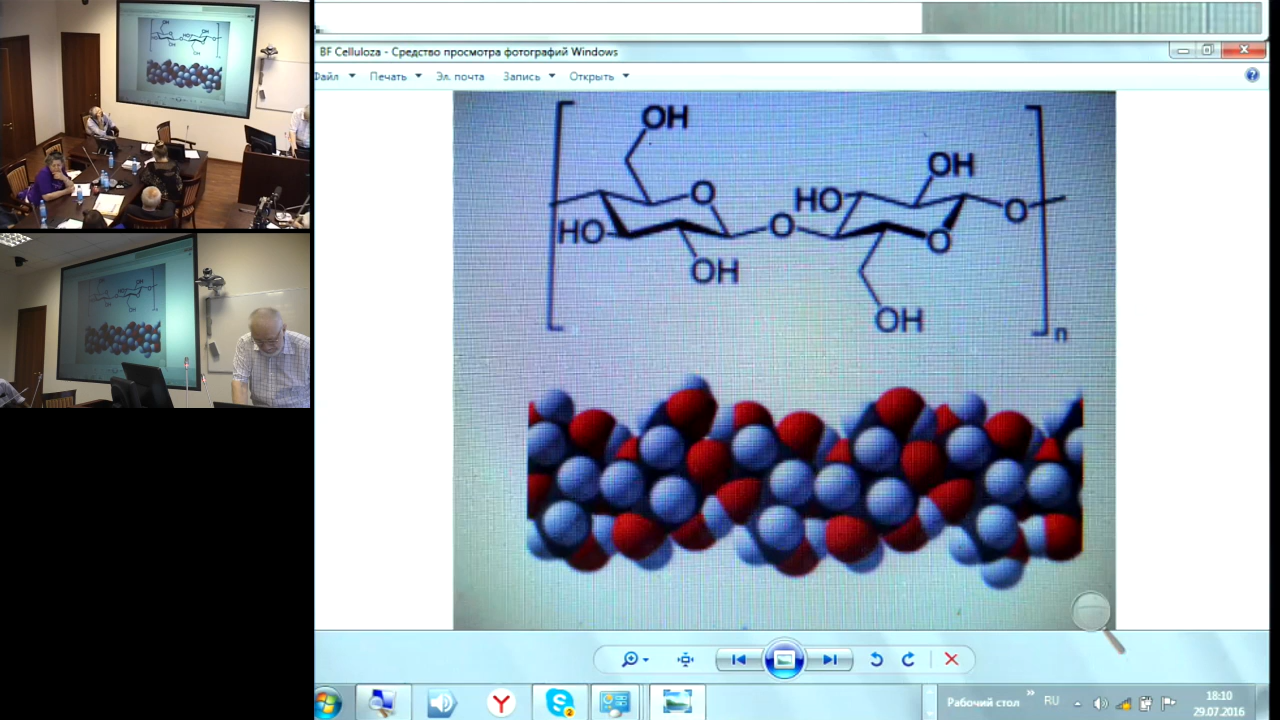 BF Celluloza - Средство просмотра фотографий Windows
Файл Печать Эл. почта Запись Открыть
OH
OH
O
HO
O
O
HO
O
OH
OH
n
Рабочий стол
»
RU
18:10
29.07.2016
2